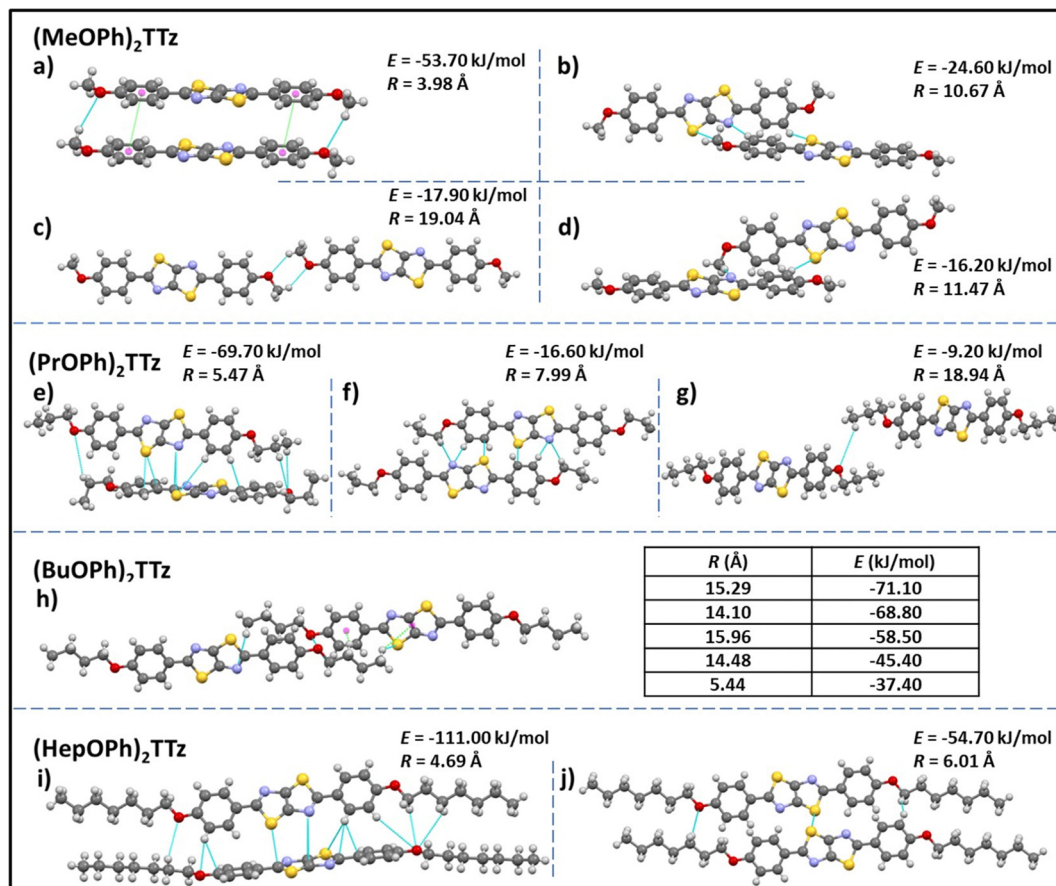 (MeOPh)₂TTz
a)
E = -53.70 kJ/mol
R = 3.98 Å
b)
E = -24.60 kJ/mol
R = 10.67 Å
c)
E = -17.90 kJ/mol
R = 19.04 Å
d)
E = -16.20 kJ/mol
R = 11.47 Å
(PrOPh)₂TTz
e)
E = -69.70 kJ/mol
R = 5.47 Å
f)
E = -16.60 kJ/mol
R = 7.99 Å
g)
E = -9.20 kJ/mol
R = 18.94 Å
(BuOPh)₂TTz
h)
R (Å) E (kJ/mol)
15.29 -71.10
14.10 -68.80
15.96 -58.50
14.48 -45.40
5.44 -37.40
(HepOPh)₂TTz
i)
E = -111.00 kJ/mol
R = 4.69 Å
j)
E = -54.70 kJ/mol
R = 6.01 Å